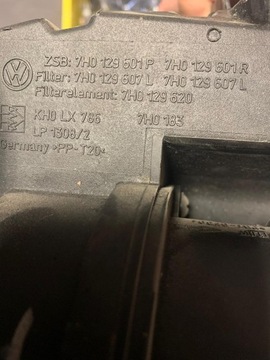 ZSB: 7H0 129 601 P 7H0 129 601 R
Filter: 7H0 129 607 L 7H0 129 607 L
Filterelement: 7H0 129 620
KH0 LX 786 7H0 183
LP 1308/2
Germany »PP-T20«